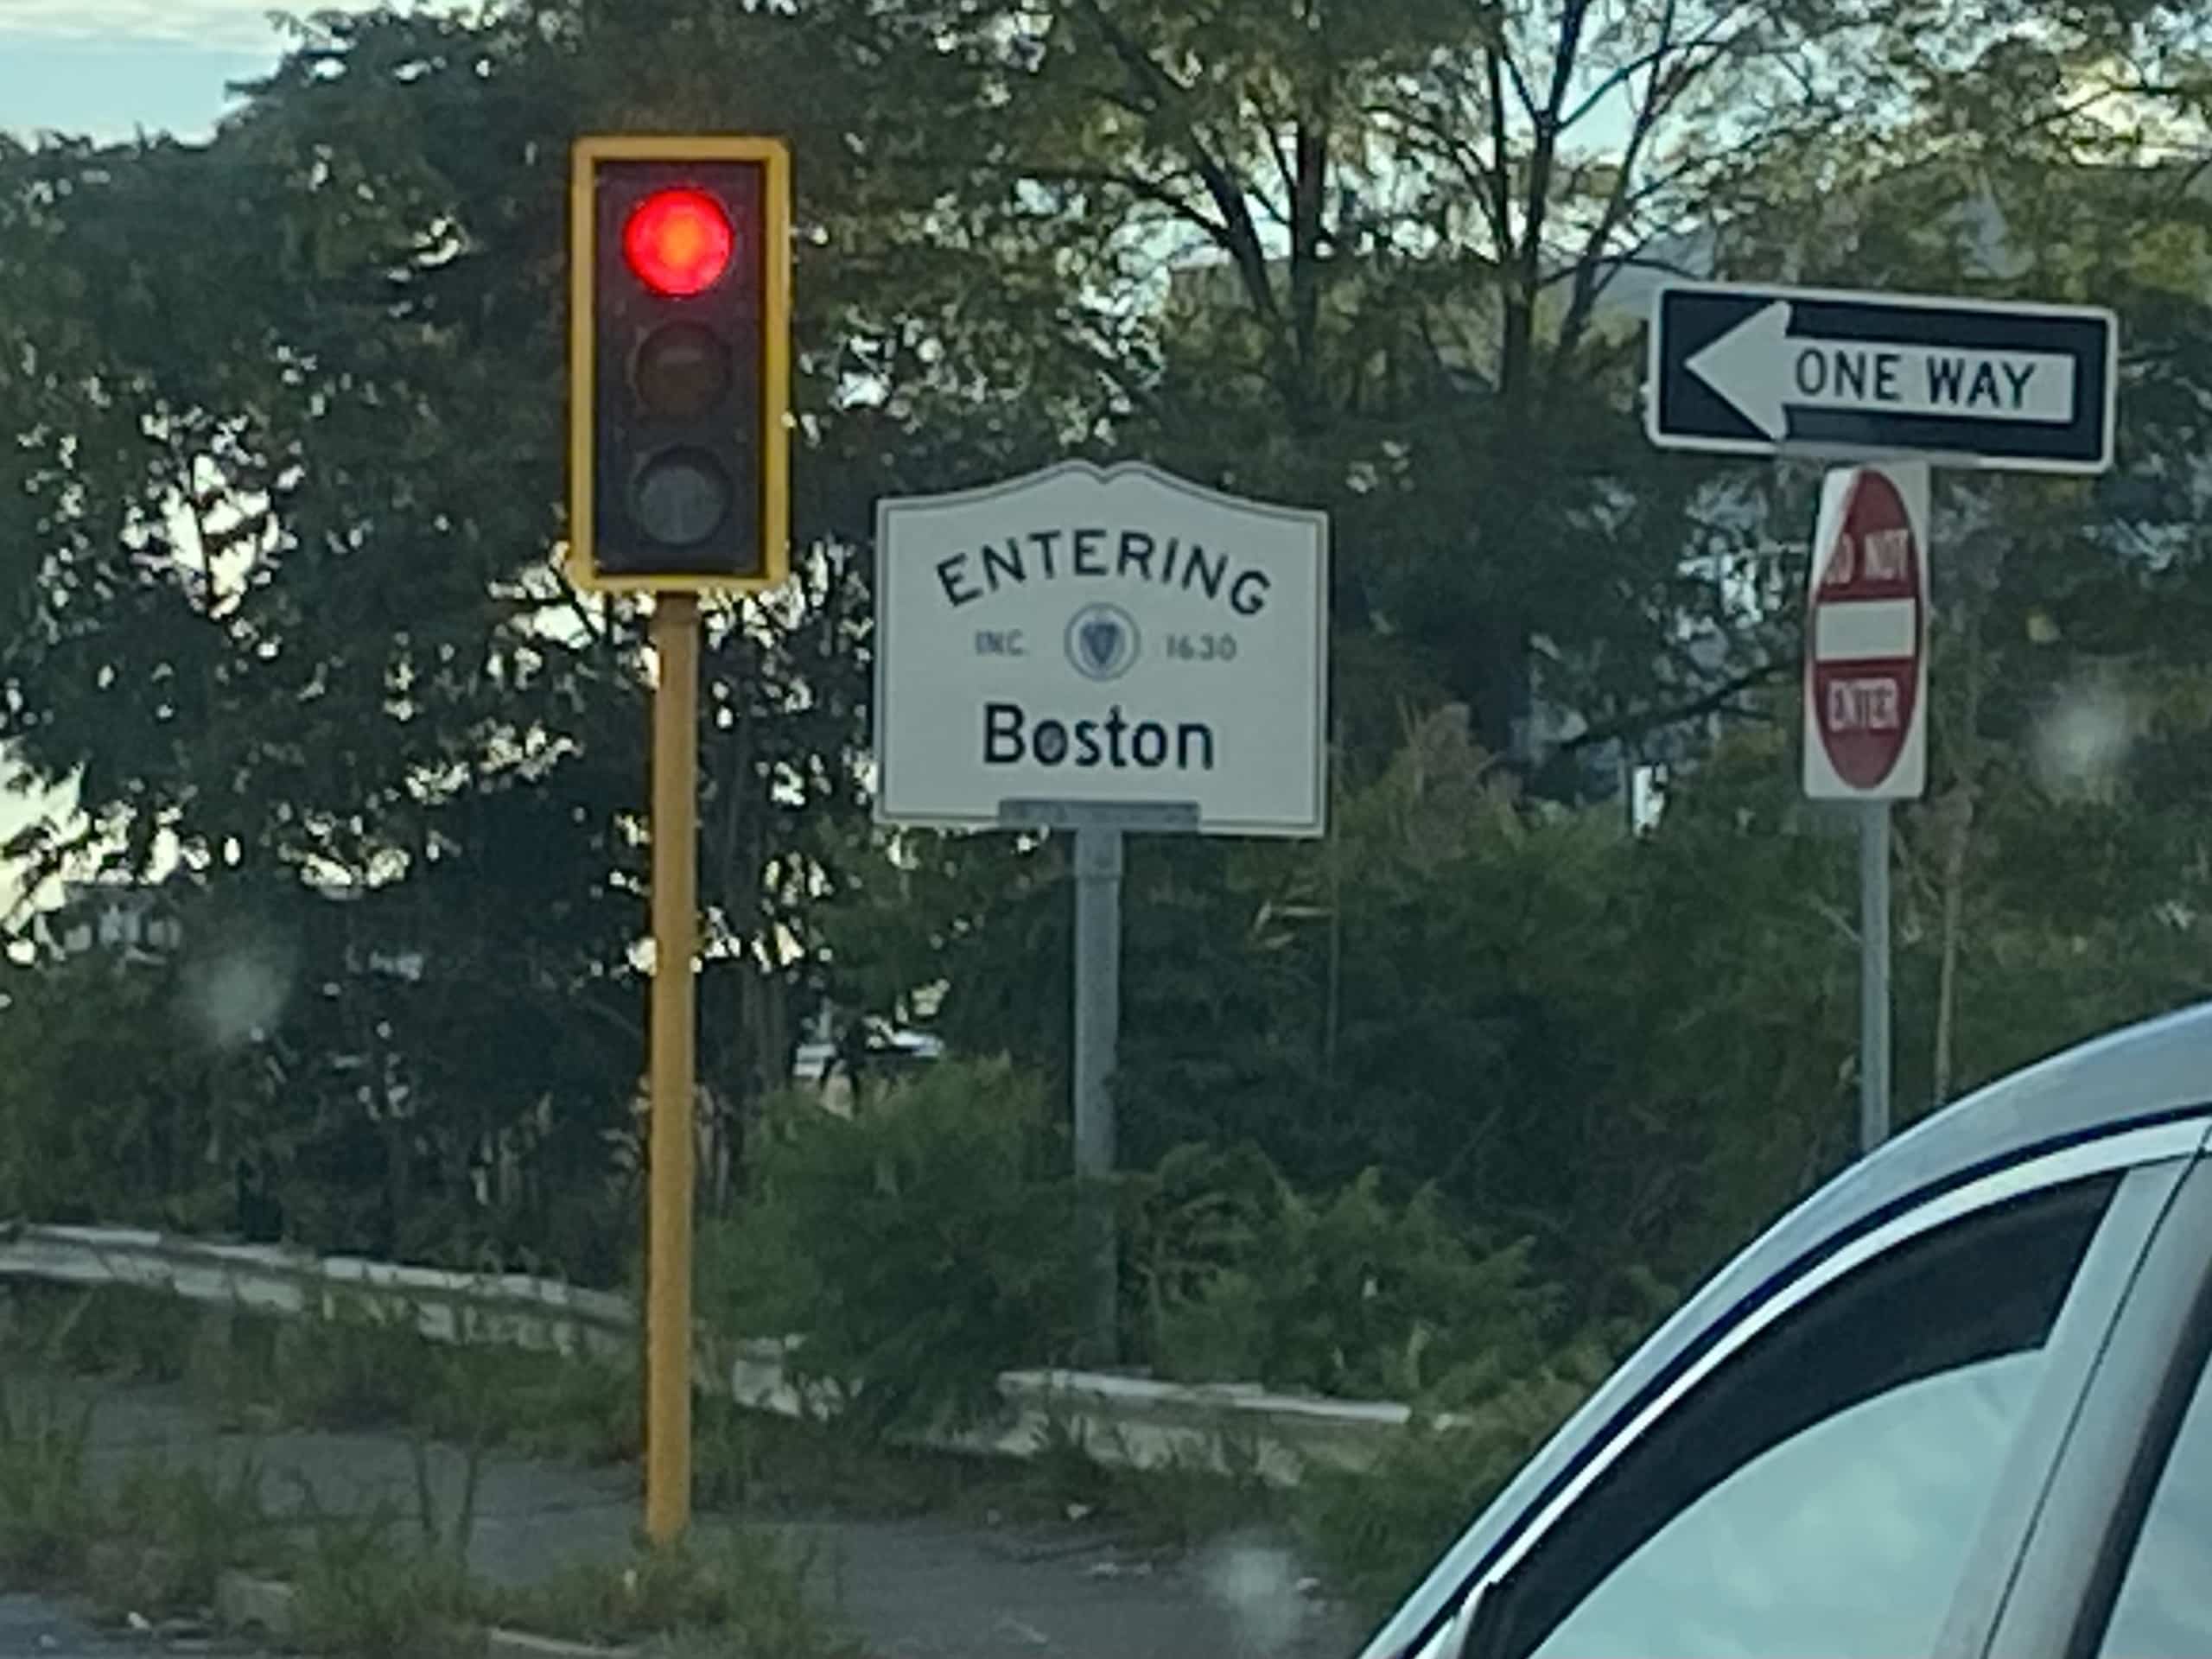 ONE WAY
ENTERING
INC. 1630
Boston
DO NOT
ENTER